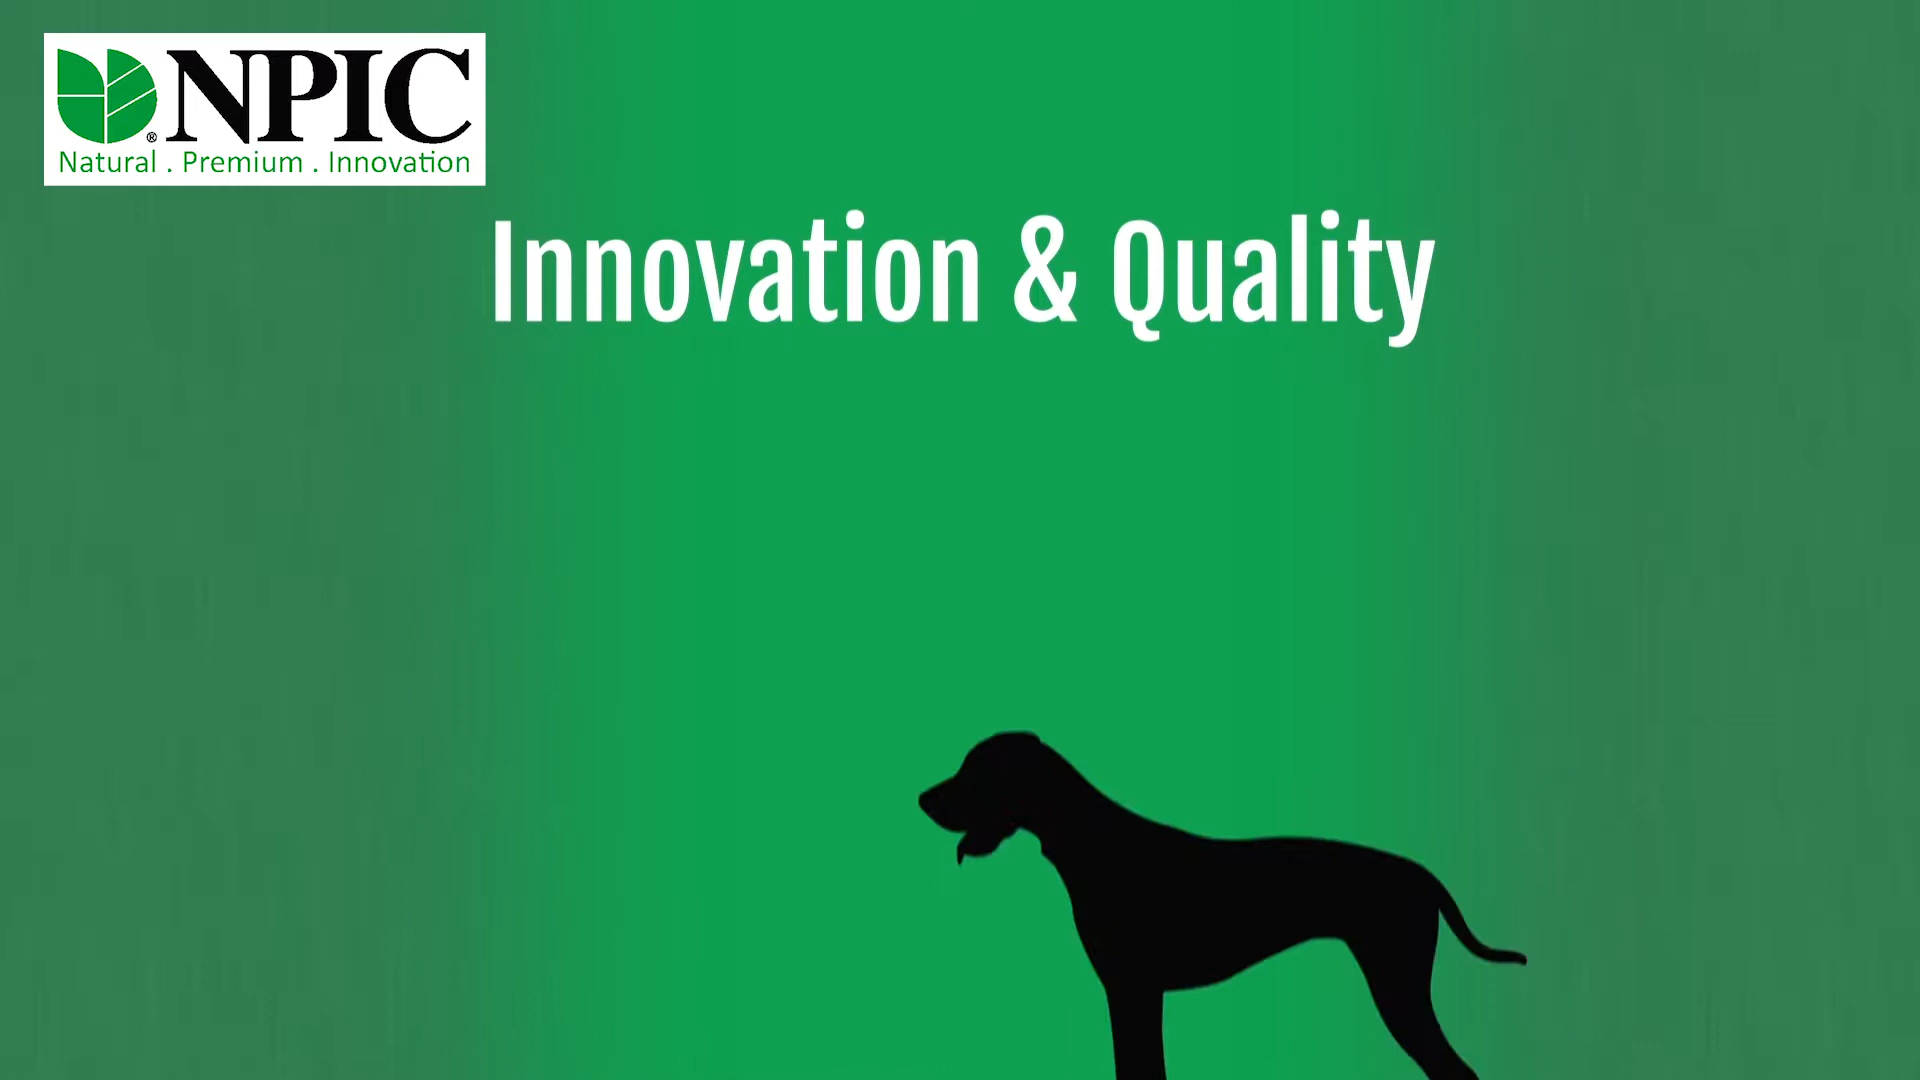 ®NPIC
Natural . Premium . Innovation
Innovation & Quality